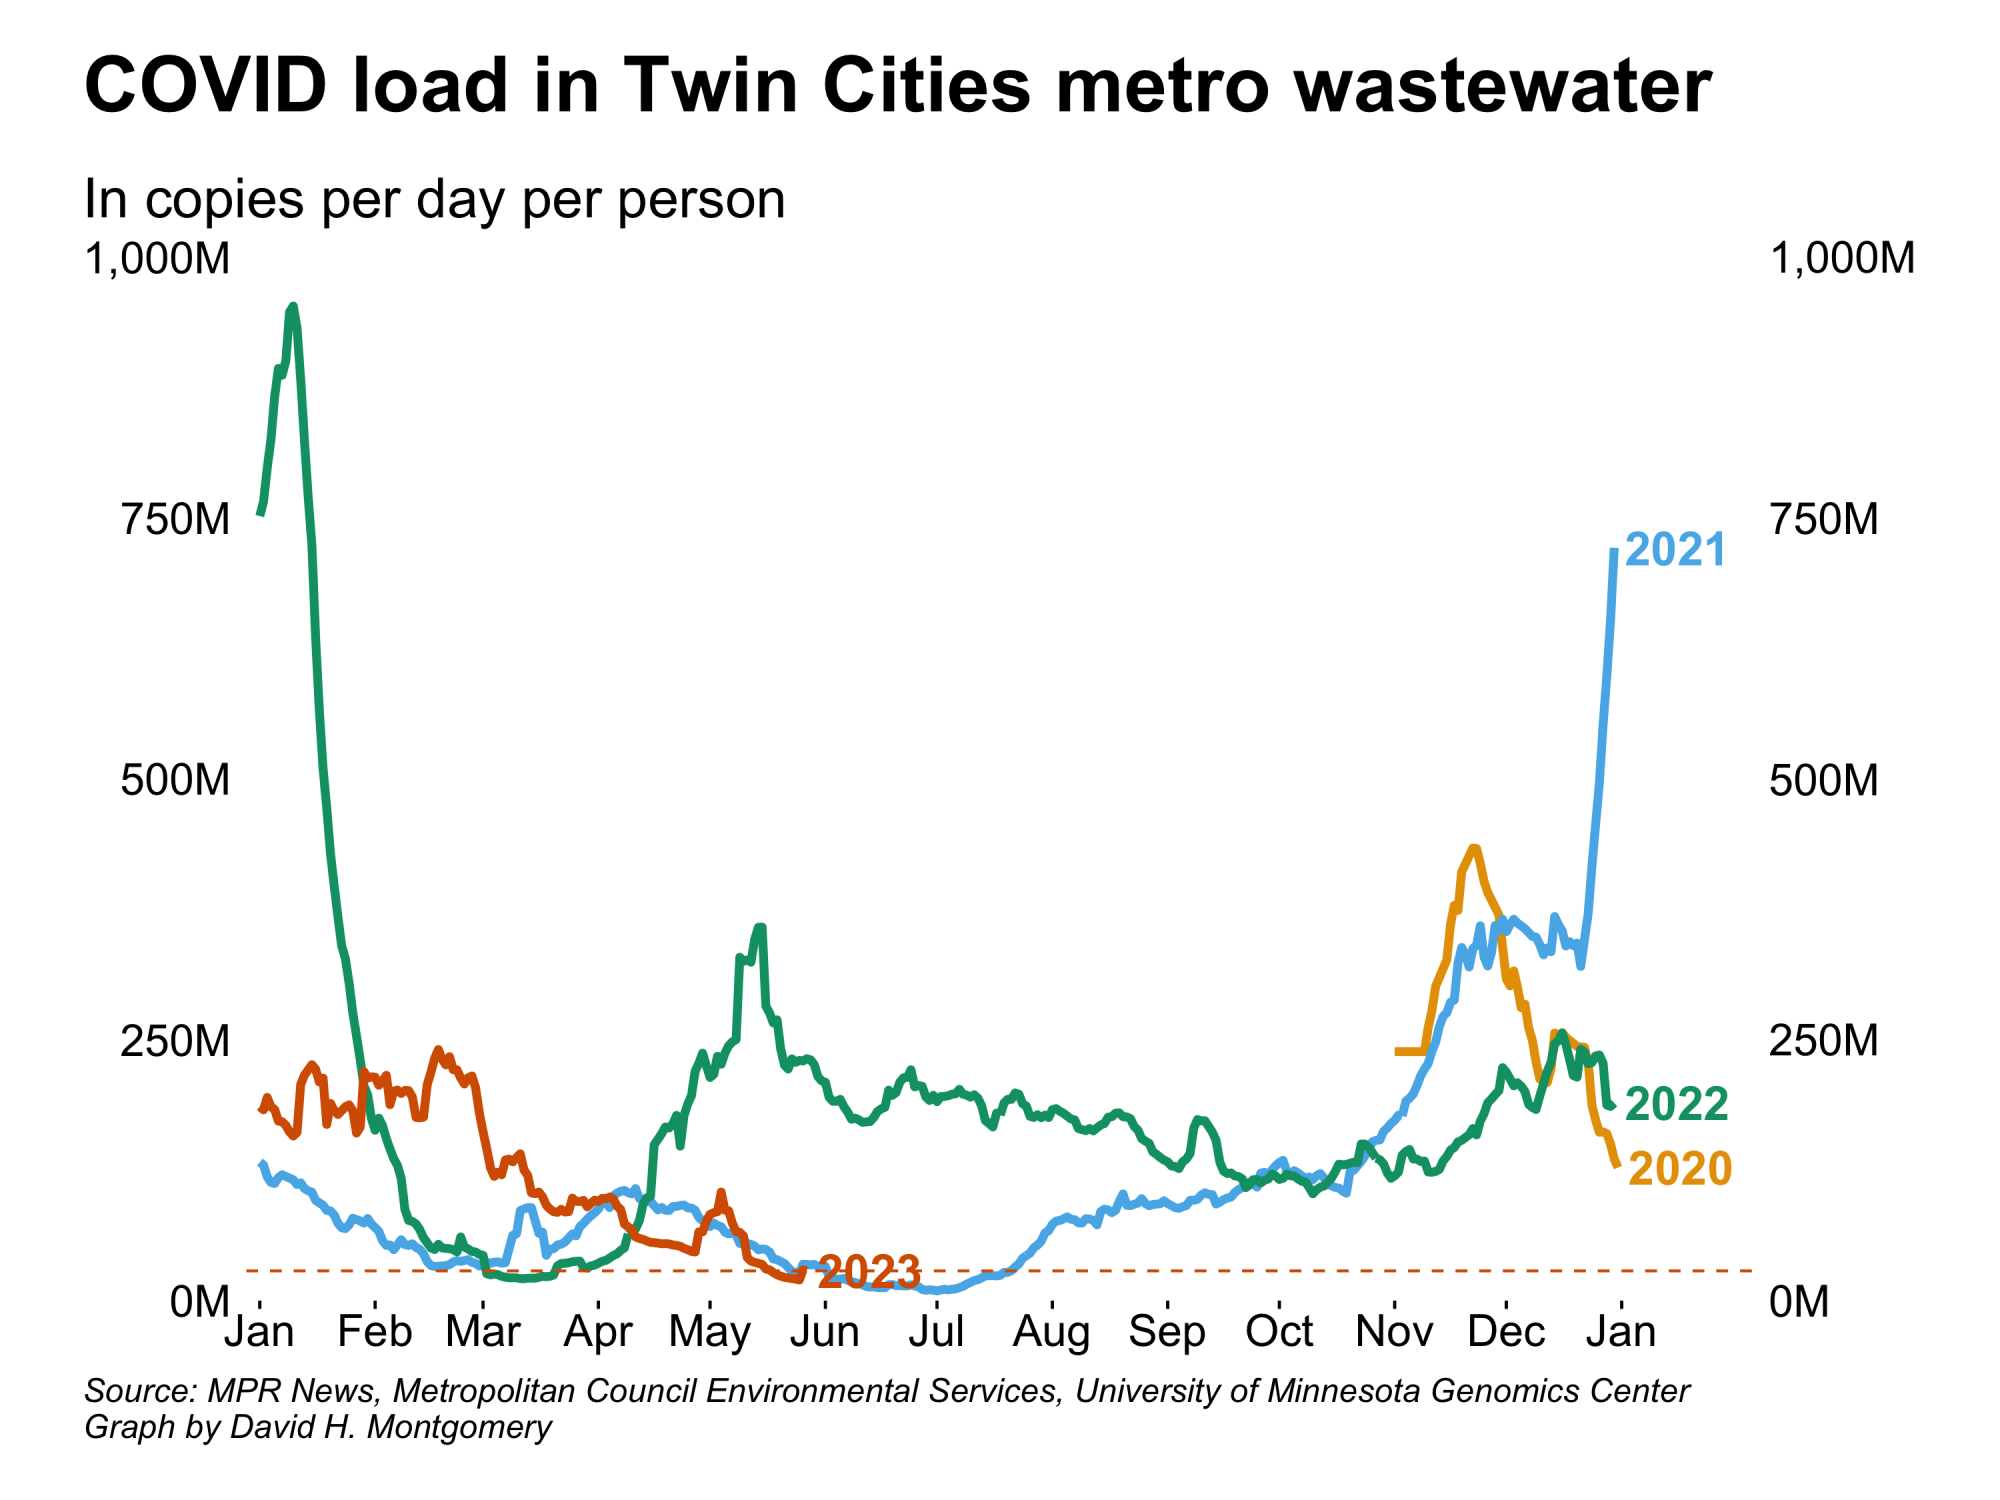 COVID load in Twin Cities metro wastewater
In copies per day per person
1,000M 1,000M
750M 750M
2021
500M 500M
250M 250M
2022
2020
2023
0M 0M
Jan Feb Mar Apr May Jun Jul Aug Sep Oct Nov Dec Jan
Source: MPR News, Metropolitan Council Environmental Services, University of Minnesota Genomics Center
Graph by David H. Montgomery